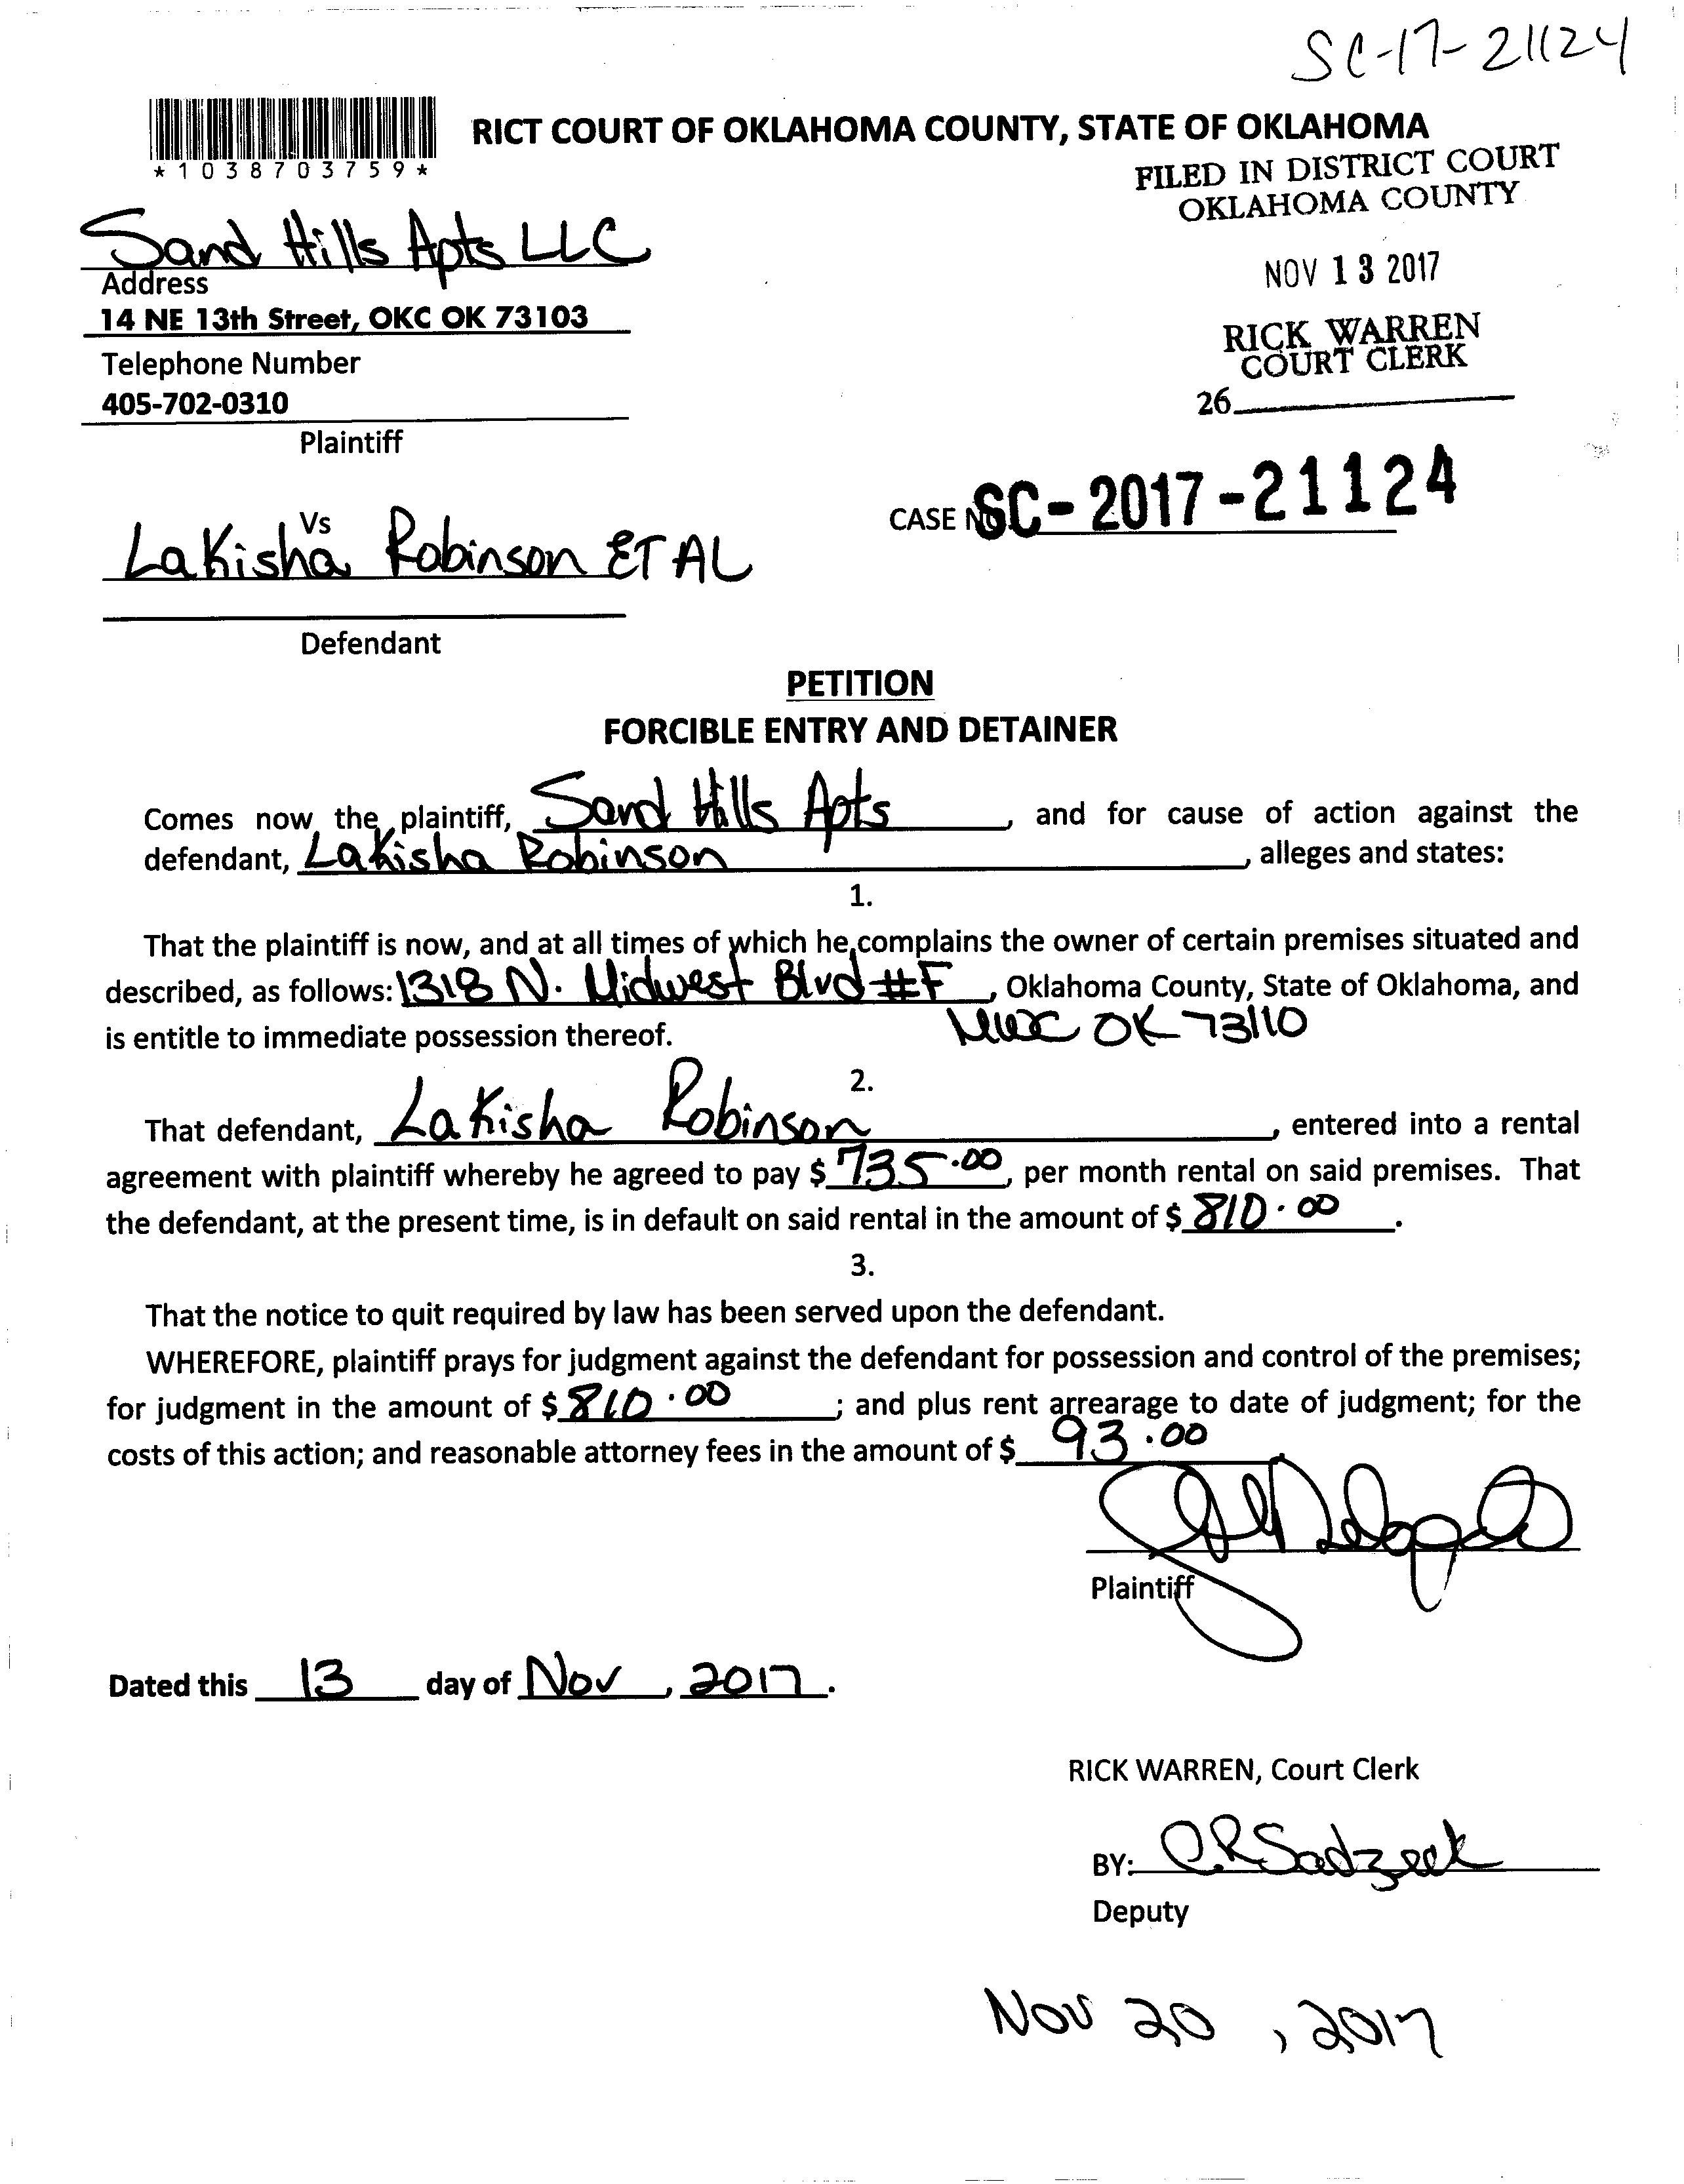 SC-17-21124
RICT COURT OF OKLAHOMA COUNTY, STATE OF OKLAHOMA
*1038703759*
FILED IN DISTRICT COURT
OKLAHOMA COUNTY
Sand Hills Apts LLC
Address
NOV 13 2017
14 NE 13th Street, OKC OK 73103
RICK WARREN
COURT CLERK
Telephone Number
405-702-0310
26
Plaintiff
CASE NO. SC-2017-21124
Vs
Lakisha Robinson ET AL
Defendant
PETITION
FORCIBLE ENTRY AND DETAINER
Comes now the plaintiff, Sand Hills Apts, and for cause of action against the
defendant, Lakisha Robinson, alleges and states:
1.
That the plaintiff is now, and at all times of which he complains the owner of certain premises situated and
described, as follows: 1318 N. Midwest Blvd #F, Oklahoma County, State of Oklahoma, and
is entitle to immediate possession thereof. MWC OK 73110
2.
That defendant, Lakisha Robinson, entered into a rental
agreement with plaintiff whereby he agreed to pay $ 735.00, per month rental on said premises. That
the defendant, at the present time, is in default on said rental in the amount of $ 810.00.
3.
That the notice to quit required by law has been served upon the defendant.
WHEREFORE, plaintiff prays for judgment against the defendant for possession and control of the premises;
for judgment in the amount of $ 810.00; and plus rent arrearage to date of judgment; for the
costs of this action; and reasonable attorney fees in the amount of $ 93.00
Plaintiff
Dated this 13 day of Nov, 2017.
RICK WARREN, Court Clerk
BY:
Deputy
Nov 20, 2017